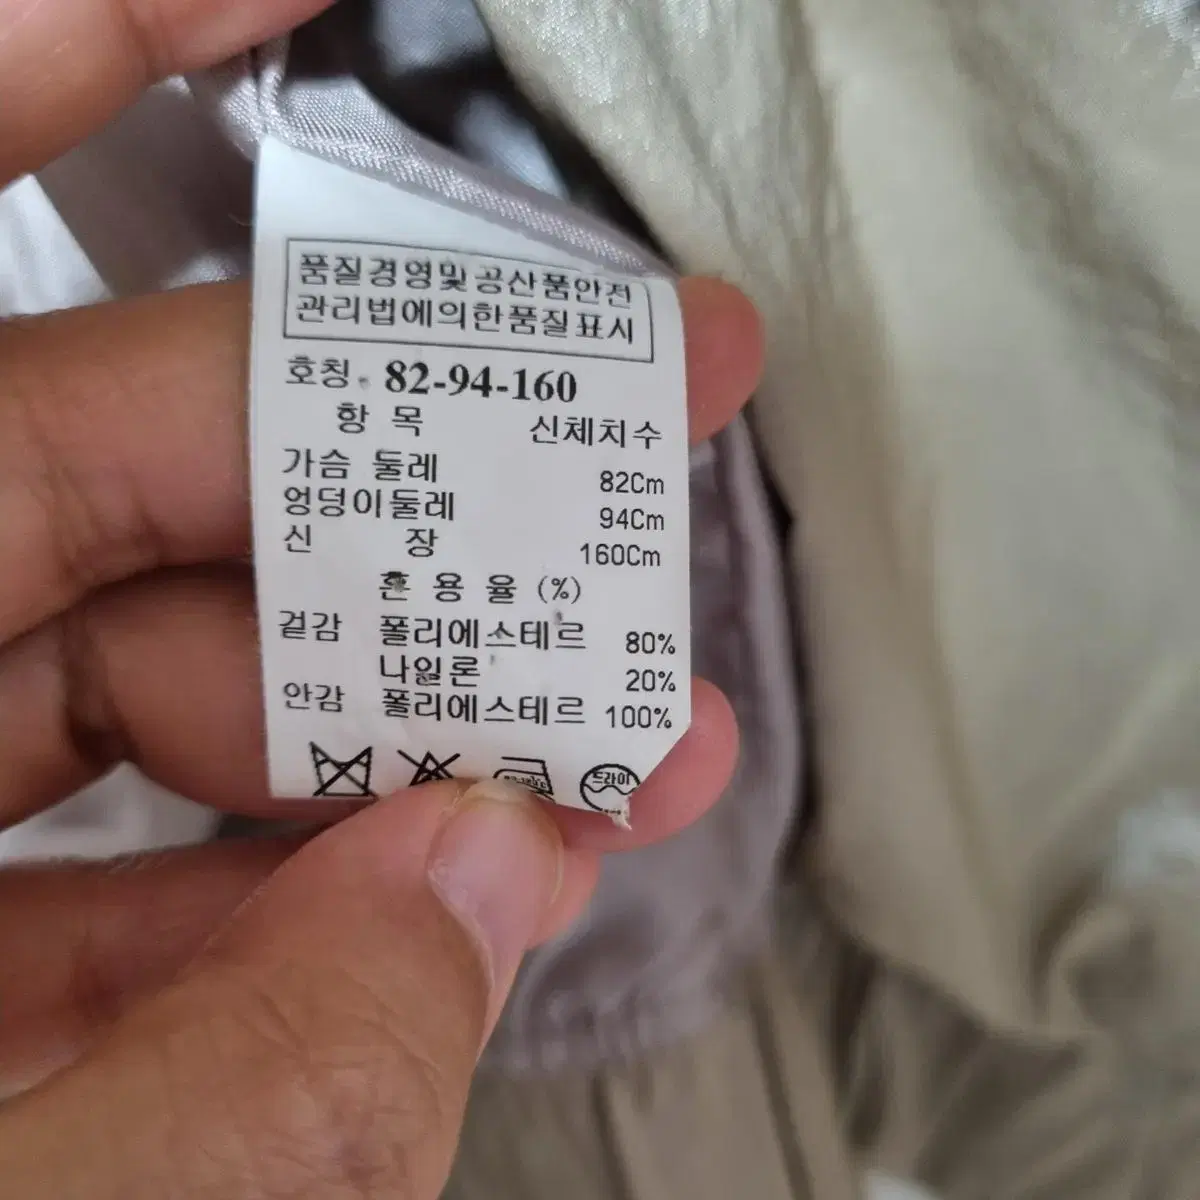 품질경영및공산품안전
관리법에의한품질표시
호칭. 82-94-160
항 목 신체치수
가슴 둘레 82Cm
엉덩이둘레 94Cm
신 장 160Cm
혼 용 율 (%)
겉감 폴리에스테르 80%
나일론 20%
안감 폴리에스테르 100%
드라이